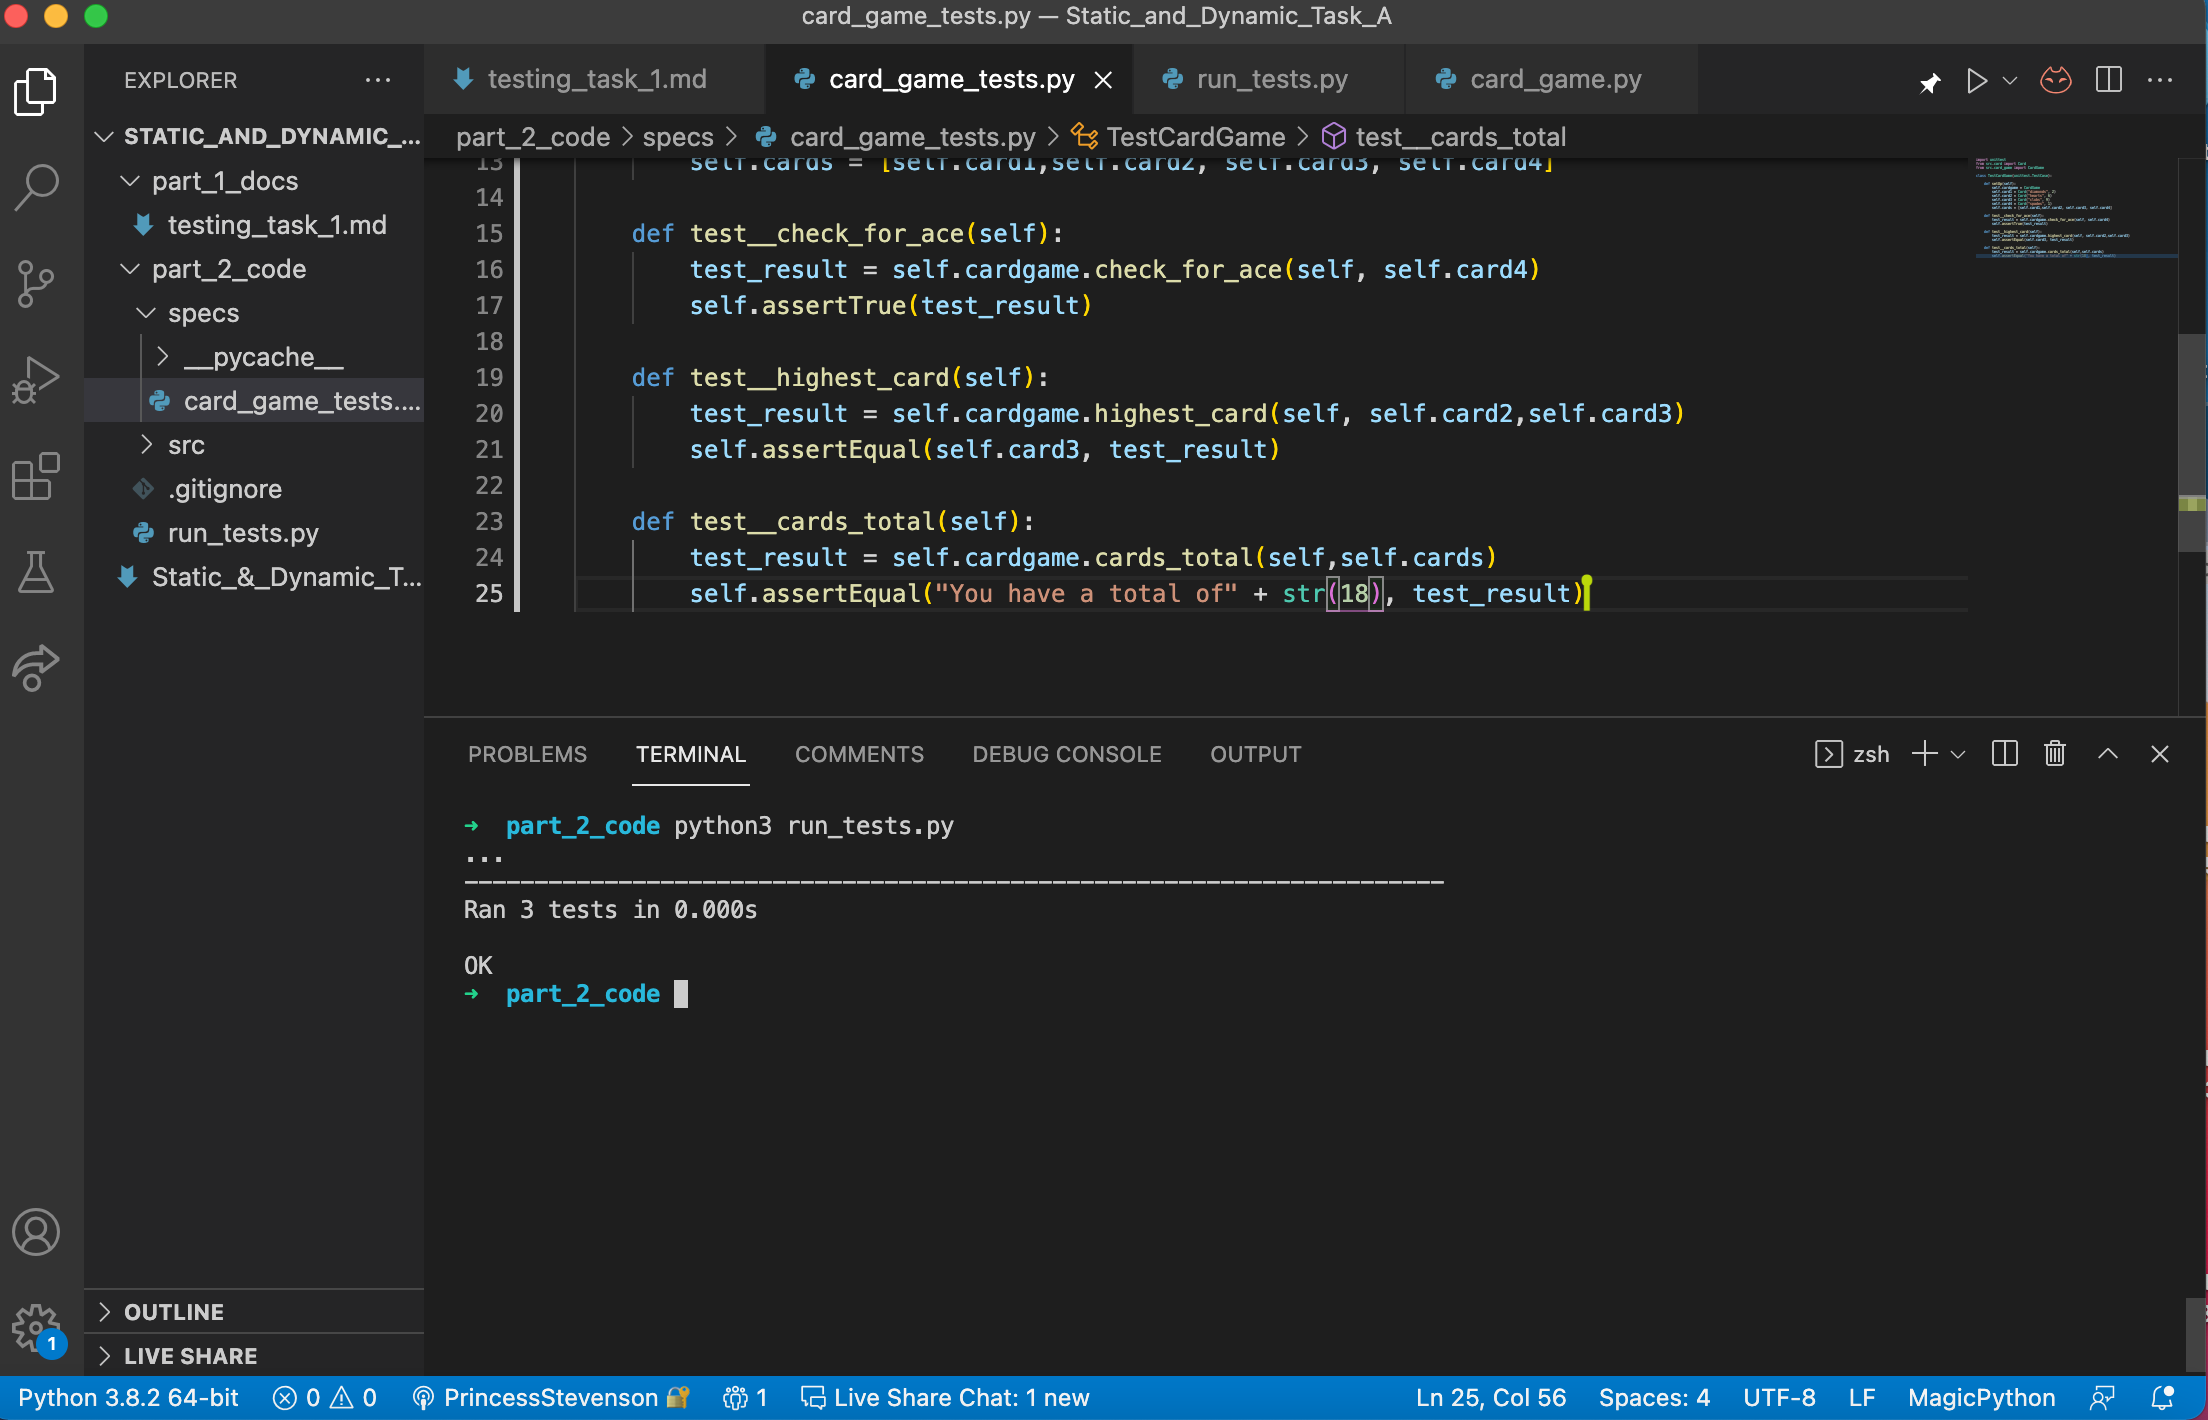 card_game_tests.py — Static_and_Dynamic_Task_A
EXPLORER
testing_task_1.md
card_game_tests.py
run_tests.py
card_game.py
STATIC_AND_DYNAMIC_...
part_1_docs
testing_task_1.md
part_2_code
specs
__pycache__
card_game_tests....
src
.gitignore
run_tests.py
Static_&_Dynamic_T...
OUTLINE
LIVE SHARE
part_2_code > specs > card_game_tests.py > TestCardGame > test__cards_total
13 self.cards = [self.card1,self.card2, self.card3, self.card4]
14
15 def test__check_for_ace(self):
16 test_result = self.cardgame.check_for_ace(self, self.card4)
17 self.assertTrue(test_result)
18
19 def test__highest_card(self):
20 test_result = self.cardgame.highest_card(self, self.card2,self.card3)
21 self.assertEqual(self.card3, test_result)
22
23 def test__cards_total(self):
24 test_result = self.cardgame.cards_total(self,self.cards)
25 self.assertEqual("You have a total of" + str(18), test_result)
PROBLEMS TERMINAL COMMENTS DEBUG CONSOLE OUTPUT
zsh
➜ part_2_code python3 run_tests.py
...
----------------------------------------------------------------------
Ran 3 tests in 0.000s
OK
➜ part_2_code
1
Python 3.8.2 64-bit 0 0 PrincessStevenson 1 Live Share Chat: 1 new Ln 25, Col 56 Spaces: 4 UTF-8 LF MagicPython